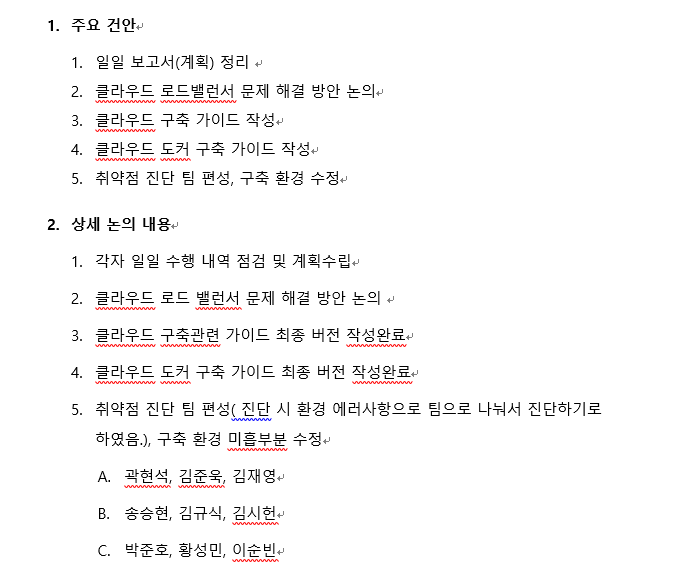 1. 주요 건안
1. 일일 보고서(계획) 정리
2. 클라우드 로드밸런서 문제 해결 방안 논의
3. 클라우드 구축 가이드 작성
4. 클라우드 도커 구축 가이드 작성
5. 취약점 진단 팀 편성, 구축 환경 수정
2. 상세 논의 내용
1. 각자 일일 수행 내역 점검 및 계획수립
2. 클라우드 로드 밸런서 문제 해결 방안 논의
3. 클라우드 구축관련 가이드 최종 버전 작성완료
4. 클라우드 도커 구축 가이드 최종 버전 작성완료
5. 취약점 진단 팀 편성( 진단 시 환경 에러사항으로 팀으로 나눠서 진단하기로
하였음.), 구축 환경 미흡부분 수정
A. 곽현석, 김준욱, 김재영
B. 송승현, 김규식, 김시헌
C. 박준호, 황성민, 이순빈